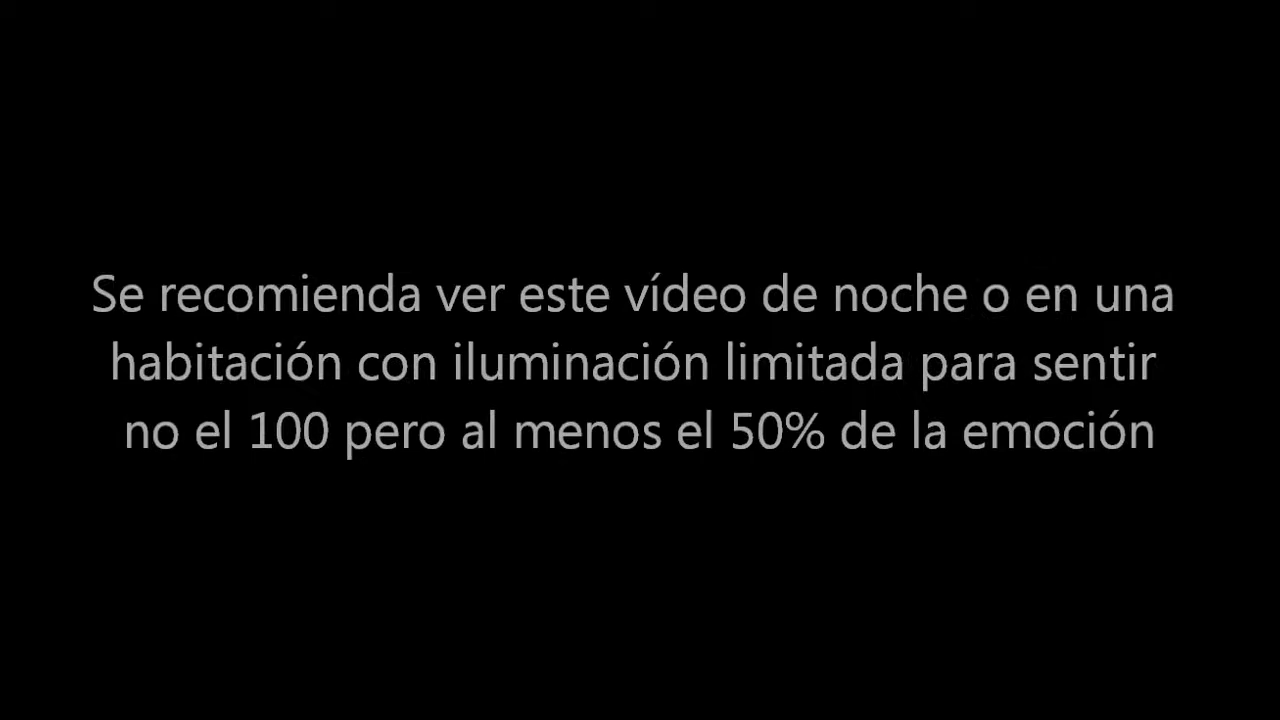 Se recomienda ver este vídeo de noche o en una
habitación con iluminación limitada para sentir
no el 100 pero al menos el 50% de la emoción